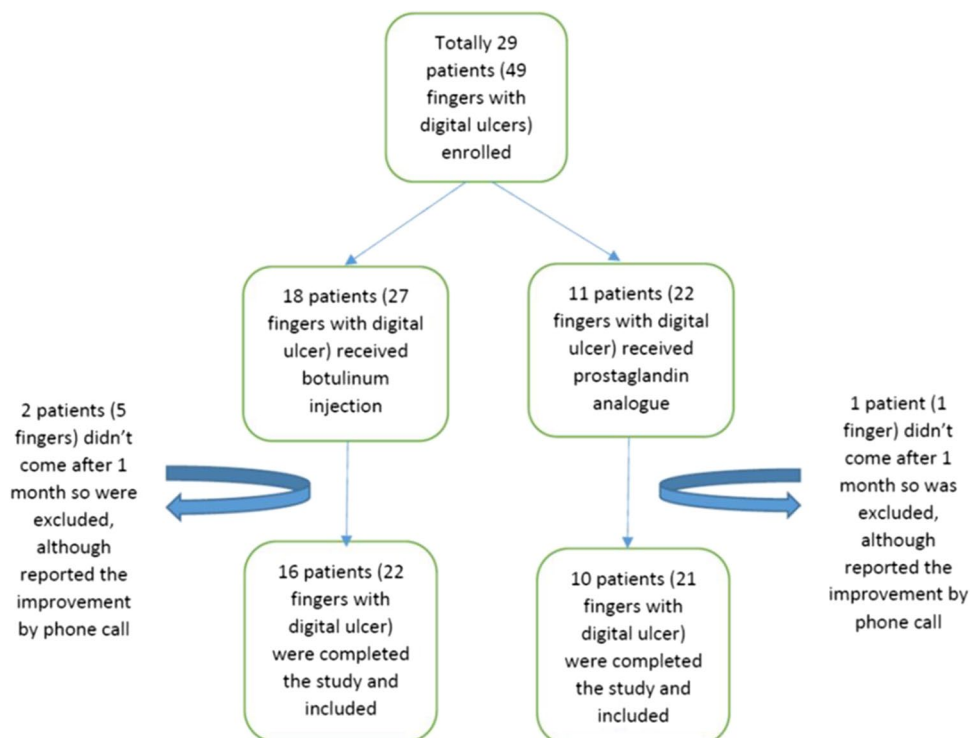 Totally 29
patients (49
fingers with
digital ulcers)
enrolled
18 patients (27
fingers with digital
ulcer) received
botulinum
injection
11 patients (22
fingers with digital
ulcer) received
prostaglandin
analogue
2 patients (5
fingers) didn’t
come after 1
month so were
excluded,
although
reported the
improvement
by phone call
1 patient (1
finger) didn’t
come after 1
month so was
excluded,
although
reported the
improvement by
phone call
16 patients (22
fingers with
digital ulcer)
were completed
the study and
included
10 patients (21
fingers with
digital ulcer)
were completed
the study and
included